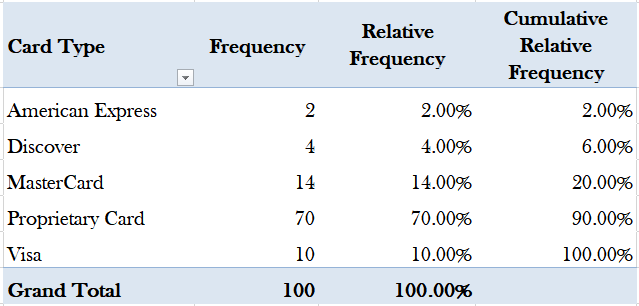 Card Type Frequency Relative Frequency Cumulative Relative Frequency
American Express 2 2.00% 2.00%
Discover 4 4.00% 6.00%
MasterCard 14 14.00% 20.00%
Proprietary Card 70 70.00% 90.00%
Visa 10 10.00% 100.00%
Grand Total 100 100.00%